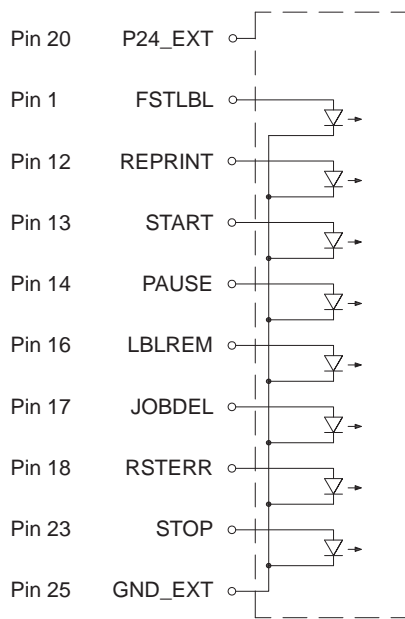 Pin 20 P24_EXT
Pin 1 FSTLBL
Pin 12 REPRINT
Pin 13 START
Pin 14 PAUSE
Pin 16 LBLREM
Pin 17 JOBDEL
Pin 18 RSTERR
Pin 23 STOP
Pin 25 GND_EXT